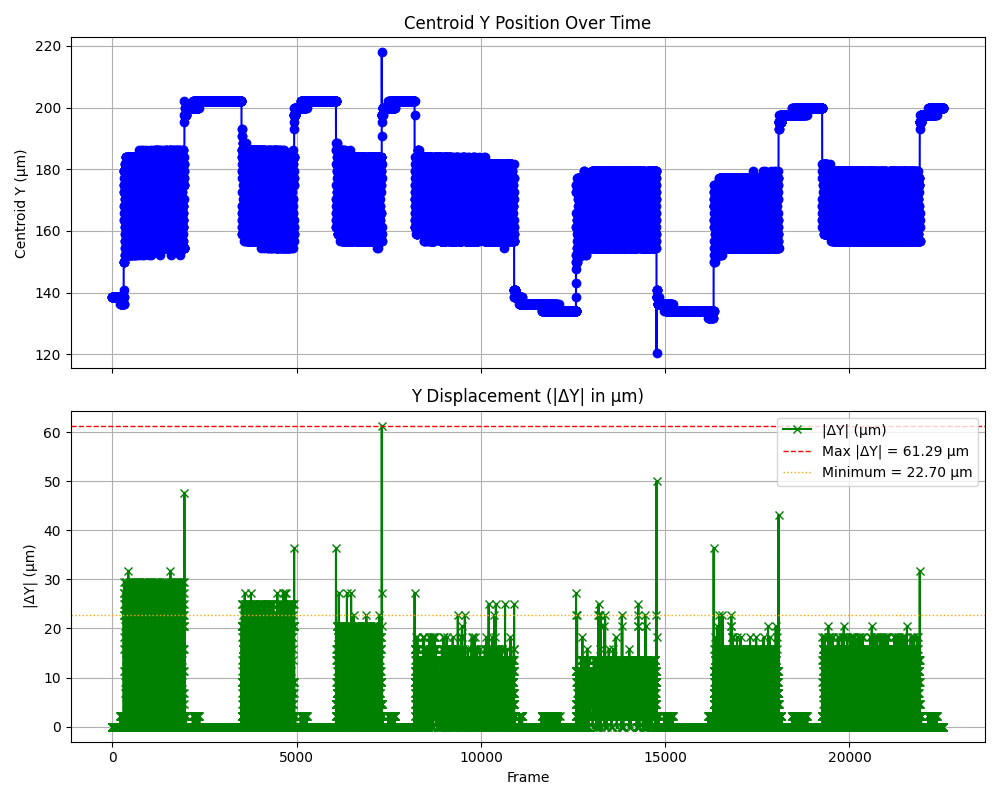 Centroid Y Position Over Time
220
200
180
160
140
120
Centroid Y (μm)
Y Displacement (|ΔY| in μm)
60
50
40
30
20
10
0
|ΔY| (μm)
|ΔY| (μm)
Max |ΔY| = 61.29 μm
Minimum = 22.70 μm
0 5000 10000 15000 20000
Frame